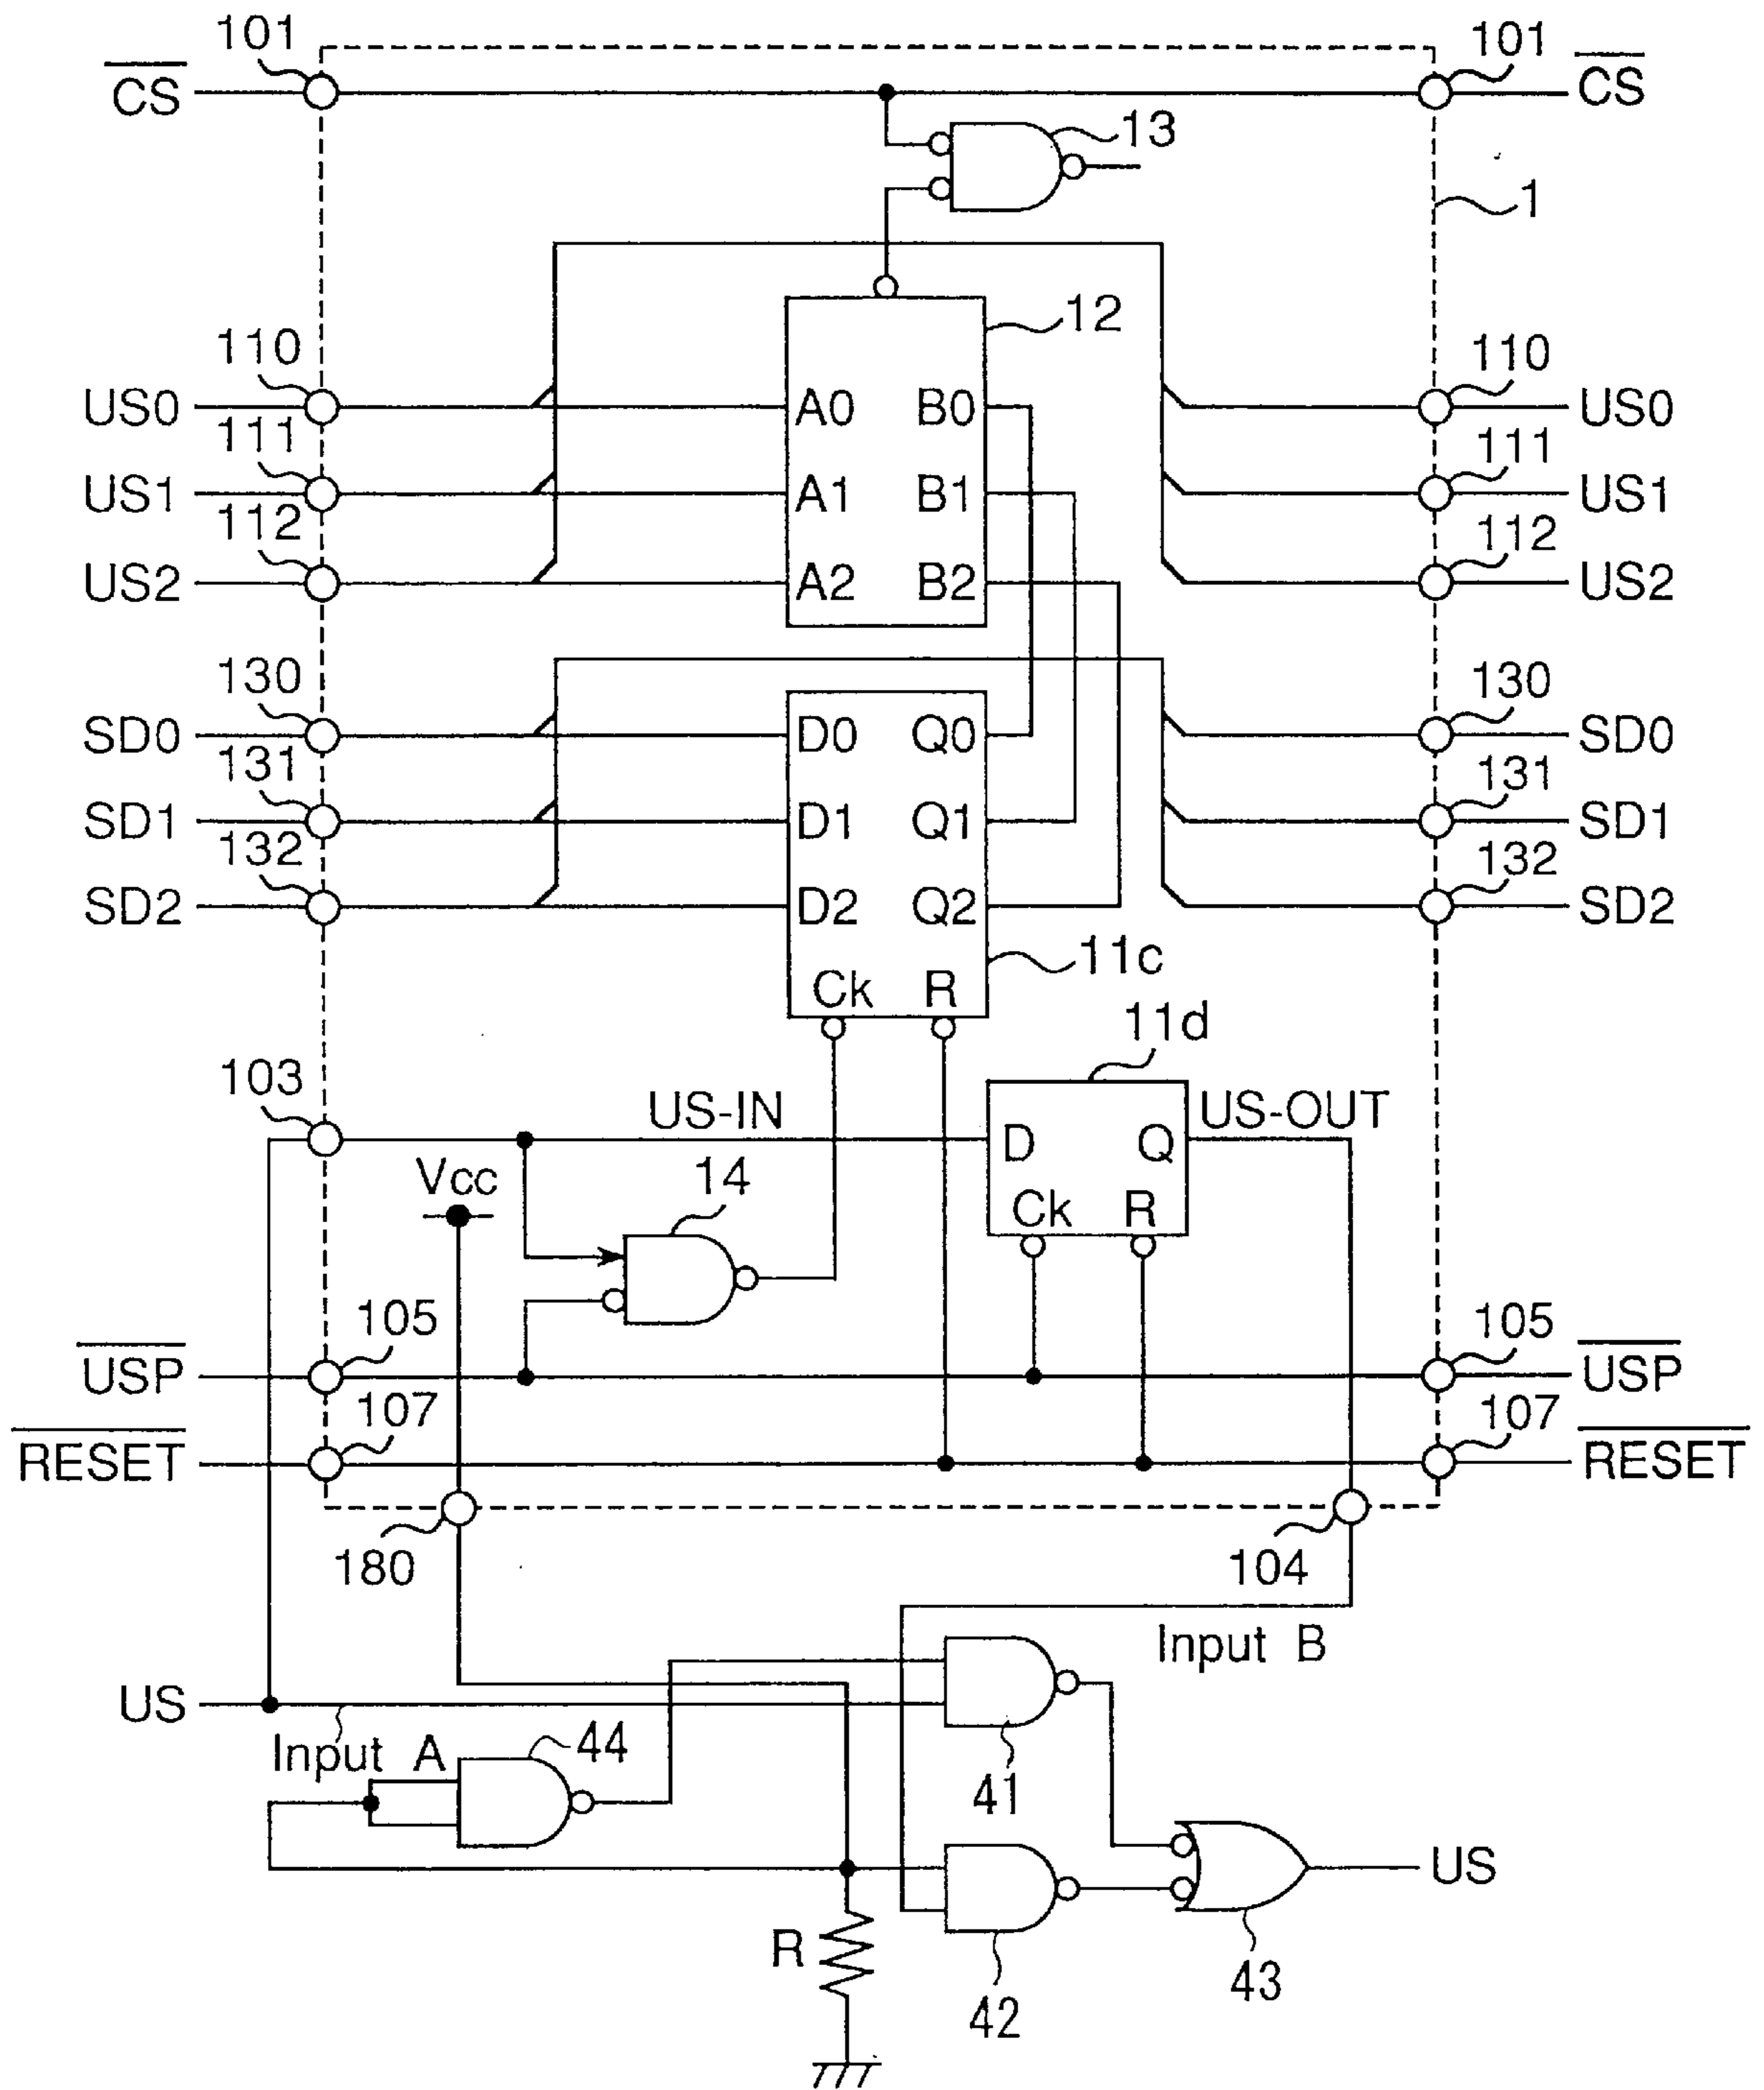 101 101
CS CS
13
1
12
110 110
US0 A0 B0 US0
111 111
US1 A1 B1 US1
112 112
US2 A2 B2 US2
130 130
SD0 D0 Q0 SD0
131 131
SD1 D1 Q1 SD1
132 132
SD2 D2 Q2 SD2
11c
Ck R
11d
103
US-IN US-OUT
D Q
Vcc 14
Ck R
105 105
USP USP
107 107
RESET RESET
180 104
Input B
US
Input A 44
41
US
R
42 43